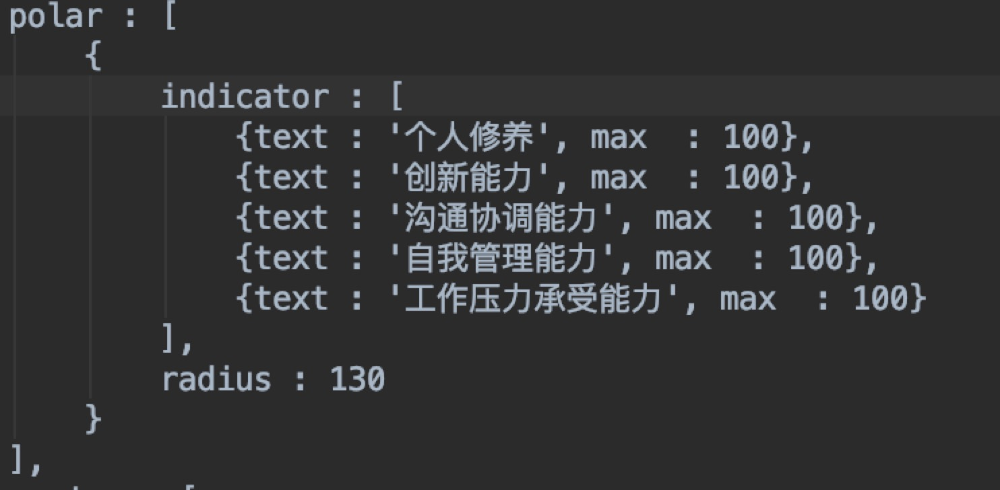 polar : [
{
indicator : [
{text : '个人修养', max  : 100},
{text : '创新能力', max  : 100},
{text : '沟通协调能力', max  : 100},
{text : '自我管理能力', max  : 100},
{text : '工作压力承受能力', max  : 100}
],
radius : 130
}
],